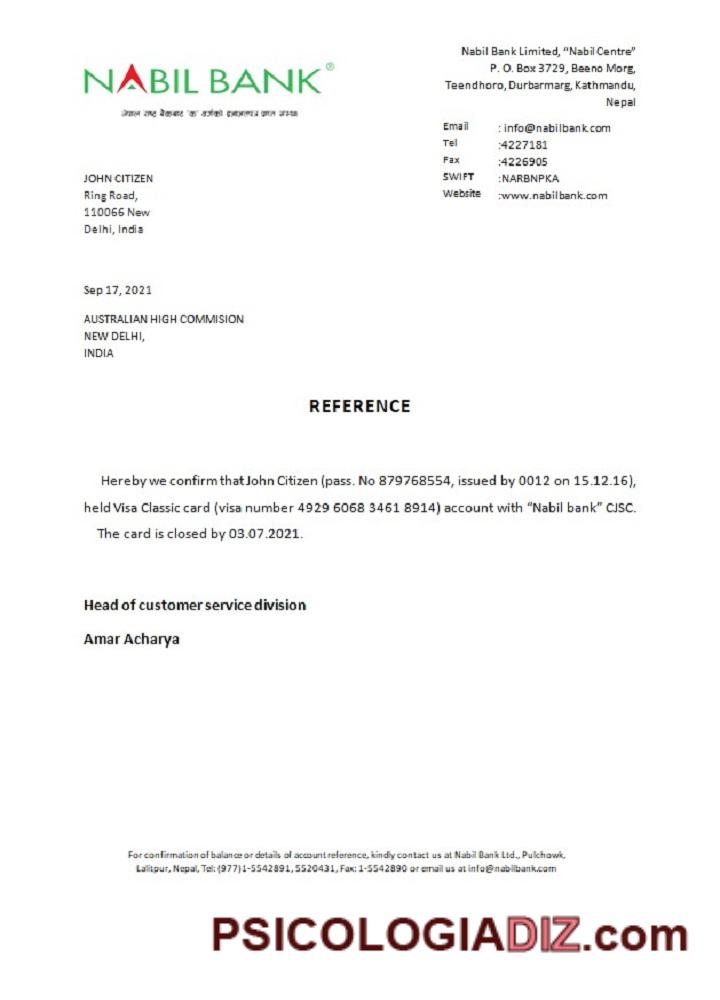 NABIL BANK®
नेपाल राष्ट्र बैंकबाट "क" वर्गको इजाजतपत्र प्राप्त संस्था
Nabil Bank Limited, “Nabil Centre”
P. O. Box 3729, Beeno Morg,
Teendhoro, Durbarmarg, Kathmandu,
Nepal
Email : info@nabilbank.com
Tel :4227181
Fax :4226905
SWIFT :NARBNPKA
Website :www.nabilbank.com
JOHN CITIZEN
Ring Road,
110066 New
Delhi, India
Sep 17, 2021
AUSTRALIAN HIGH COMMISION
NEW DELHI,
INDIA
REFERENCE
Hereby we confirm that John Citizen (pass. No 879768554, issued by 0012 on 15.12.16),
held Visa Classic card (visa number 4929 6068 3461 8914) account with “Nabil bank” CJSC.
The card is closed by 03.07.2021.
Head of customer service division
Amar Acharya
For confirmation of balance or details of account reference, kindly contact us at Nabil Bank Ltd., Pulchowk,
Lalitpur, Nepal, Tel: (977)1-5542891, 5520431, Fax: 1-5542890 or email us at info@nabilbank.com
PSICOLOGIADIZ.com